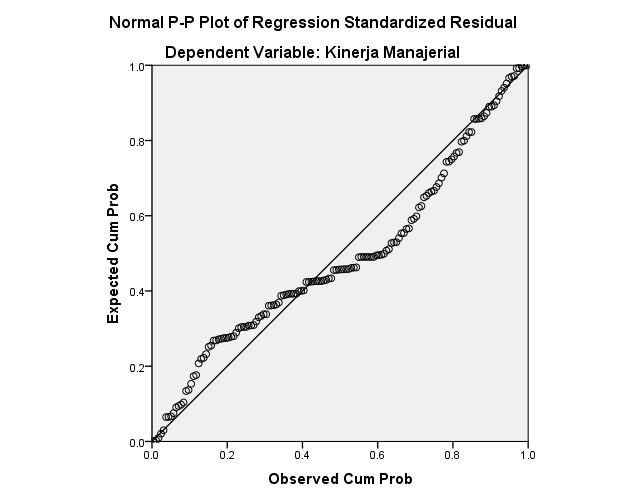 Normal P-P Plot of Regression Standardized Residual
Dependent Variable: Kinerja Manajerial
1.0
0.8
0.6
0.4
0.2
0.0
Expected Cum Prob
0.0 0.2 0.4 0.6 0.8 1.0
Observed Cum Prob